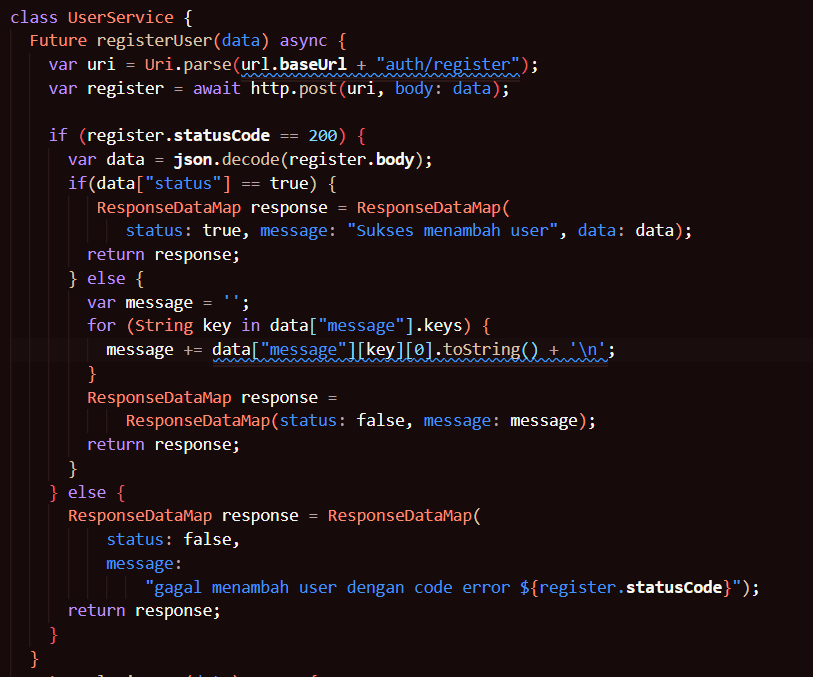 class UserService {
  Future registerUser(data) async {
    var uri = Uri.parse(url.baseUrl + "auth/register");
    var register = await http.post(uri, body: data);

    if (register.statusCode == 200) {
      var data = json.decode(register.body);
      if(data["status"] == true) {
         ResponseDataMap response = ResponseDataMap(
            status: true, message: "Sukses menambah user", data: data);
        return response;
      } else {
        var message = '';
        for (String key in data["message"].keys) {
          message += data["message"][key][0].toString() + '\n';
        }
        ResponseDataMap response =
            ResponseDataMap(status: false, message: message);
        return response;
      }
    } else {
      ResponseDataMap response = ResponseDataMap(
          status: false,
          message:
              "gagal menambah user dengan code error ${register.statusCode}");
      return response;
    }
  }